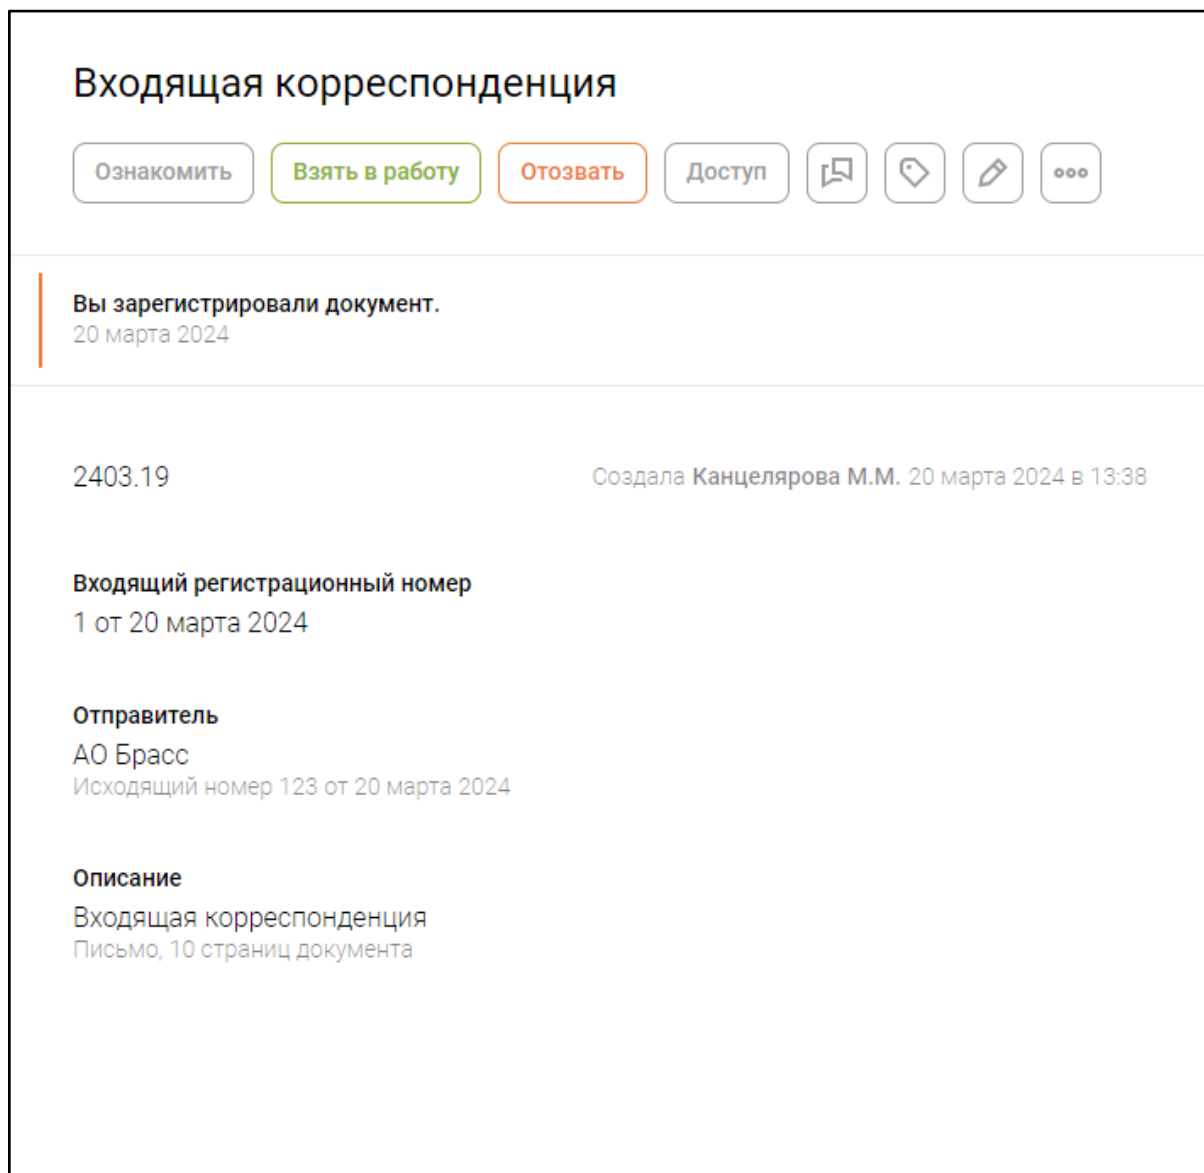 Входящая корреспонденция
Ознакомить Взять в работу Отозвать Доступ
Вы зарегистрировали документ.
20 марта 2024
2403.19 Создала Канцелярова М.М. 20 марта 2024 в 13:38
Входящий регистрационный номер
1 от 20 марта 2024
Отправитель
АО Брасс
Исходящий номер 123 от 20 марта 2024
Описание
Входящая корреспонденция
Письмо, 10 страниц документа